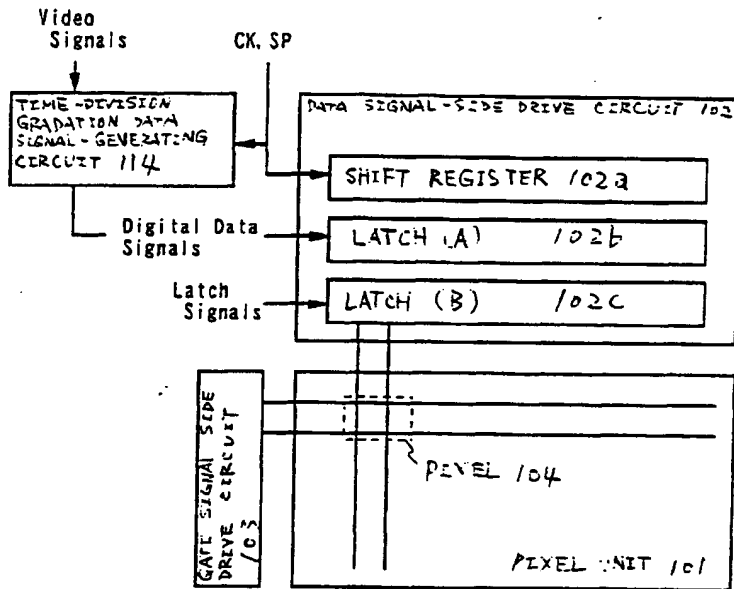 Video
Signals
CK, SP
TIME-DIVISION
GRADATION DATA
SIGNAL-GENERATING
CIRCUIT 114
DATA SIGNAL-SIDE DRIVE CIRCUIT 102
SHIFT REGISTER 102a
Digital Data
Signals
LATCH (A) 102b
Latch
Signals
LATCH (B) 102c
GATE SIGNAL SIDE
DRIVE CIRCUIT
103
PIXEL 104
PIXEL UNIT 101